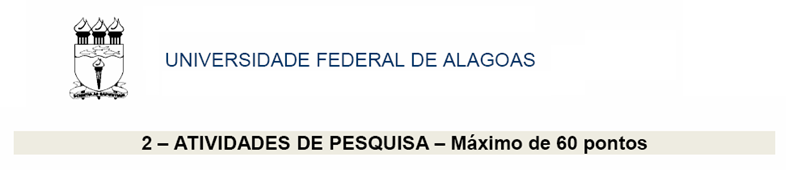 UNIVERSIDADE FEDERAL DE ALAGOAS
2 – ATIVIDADES DE PESQUISA – Máximo de 60 pontos